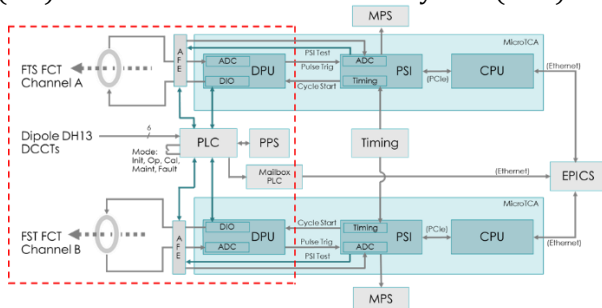 MPS
MicroTCA
AFE
ADC
DIO
DPU
PSI Test
Pulse Trig
Cycle Start
ADC
Timing
PSI
(PCIe)
CPU
(Ethernet)
FTS FCT
Channel A
Dipole DH13
DCCTs
6
Mode:
Init, Op, Cal,
Maint, Fault
PLC
PPS
Timing
Mailbox
PLC
(Ethernet)
EPICS
MicroTCA
FST FCT
Channel B
AFE
DIO
ADC
DPU
Cycle Start
Pulse Trig
PSI Test
Timing
ADC
PSI
(PCIe)
CPU
(Ethernet)
MPS